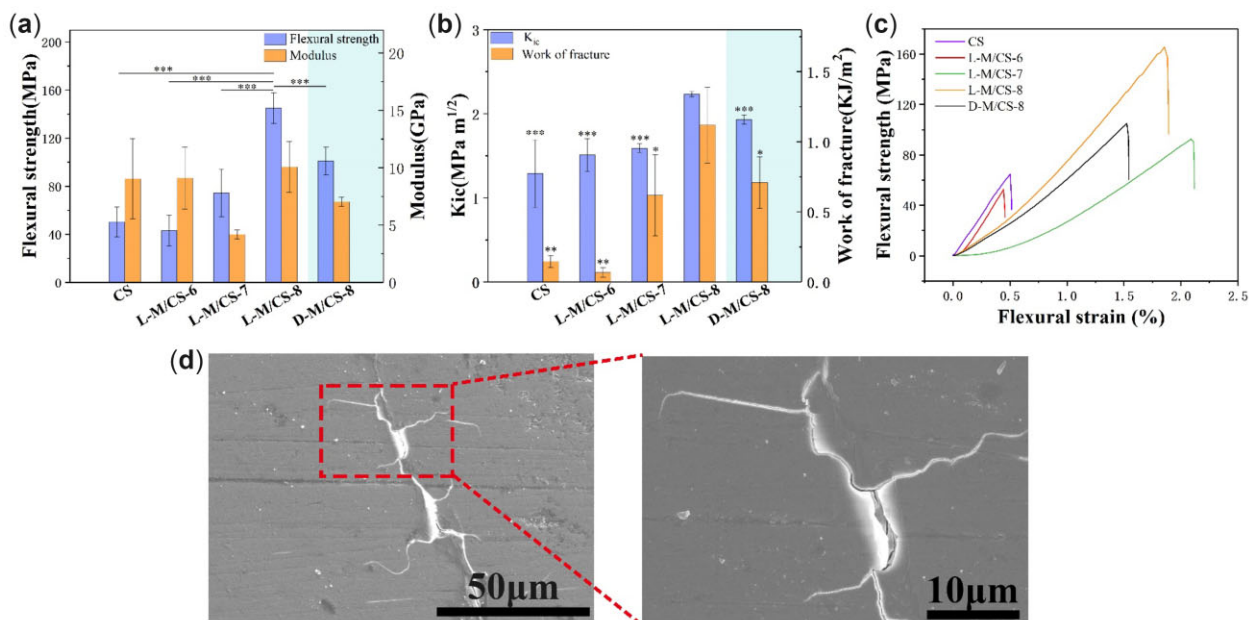 (a)
200
160
120
80
40
0
Flexural strength(MPa)
Flexural strength
Modulus
***
***
***
***
20
15
10
5
0
Modulus(GPa)
CS
L-M/CS-6
L-M/CS-7
L-M/CS-8
D-M/CS-8
(b)
3
2
1
0
Kic(MPa m1/2)
Kic
Work of fracture
***
**
***
**
***
*
***
*
1.5
1.0
0.5
0.0
Work of fracture(KJ/m2)
CS
L-M/CS-6
L-M/CS-7
L-M/CS-8
D-M/CS-8
(c)
160
120
80
40
0
Flexural strength (MPa)
CS
L-M/CS-6
L-M/CS-7
L-M/CS-8
D-M/CS-8
0.0
0.5
1.0
1.5
2.0
2.5
Flexural strain (%)
(d)
50μm
10μm